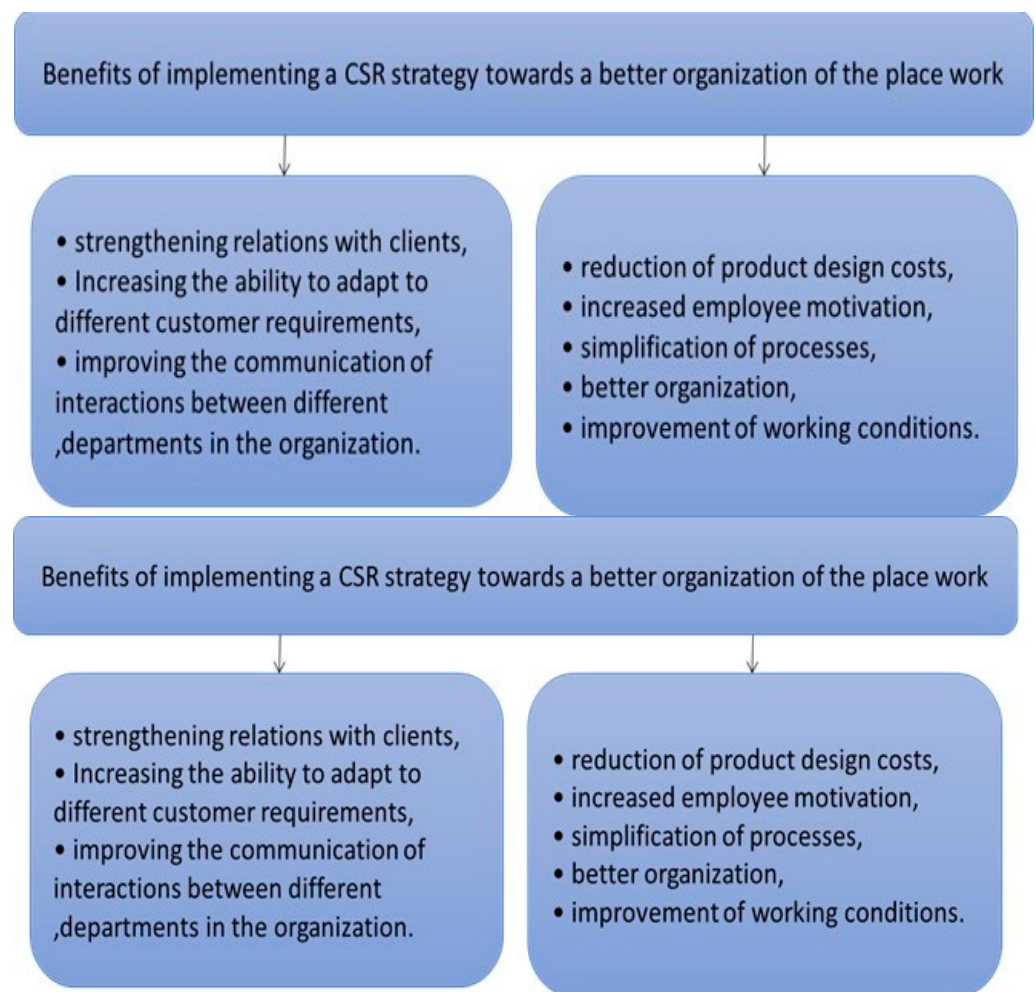 Benefits of implementing a CSR strategy towards a better organization of the place work
• strengthening relations with clients,
• Increasing the ability to adapt to
different customer requirements,
• improving the communication of
interactions between different
,departments in the organization.
• reduction of product design costs,
• increased employee motivation,
• simplification of processes,
• better organization,
• improvement of working conditions.
Benefits of implementing a CSR strategy towards a better organization of the place work
• strengthening relations with clients,
• Increasing the ability to adapt to
different customer requirements,
• improving the communication of
interactions between different
,departments in the organization.
• reduction of product design costs,
• increased employee motivation,
• simplification of processes,
• better organization,
• improvement of working conditions.